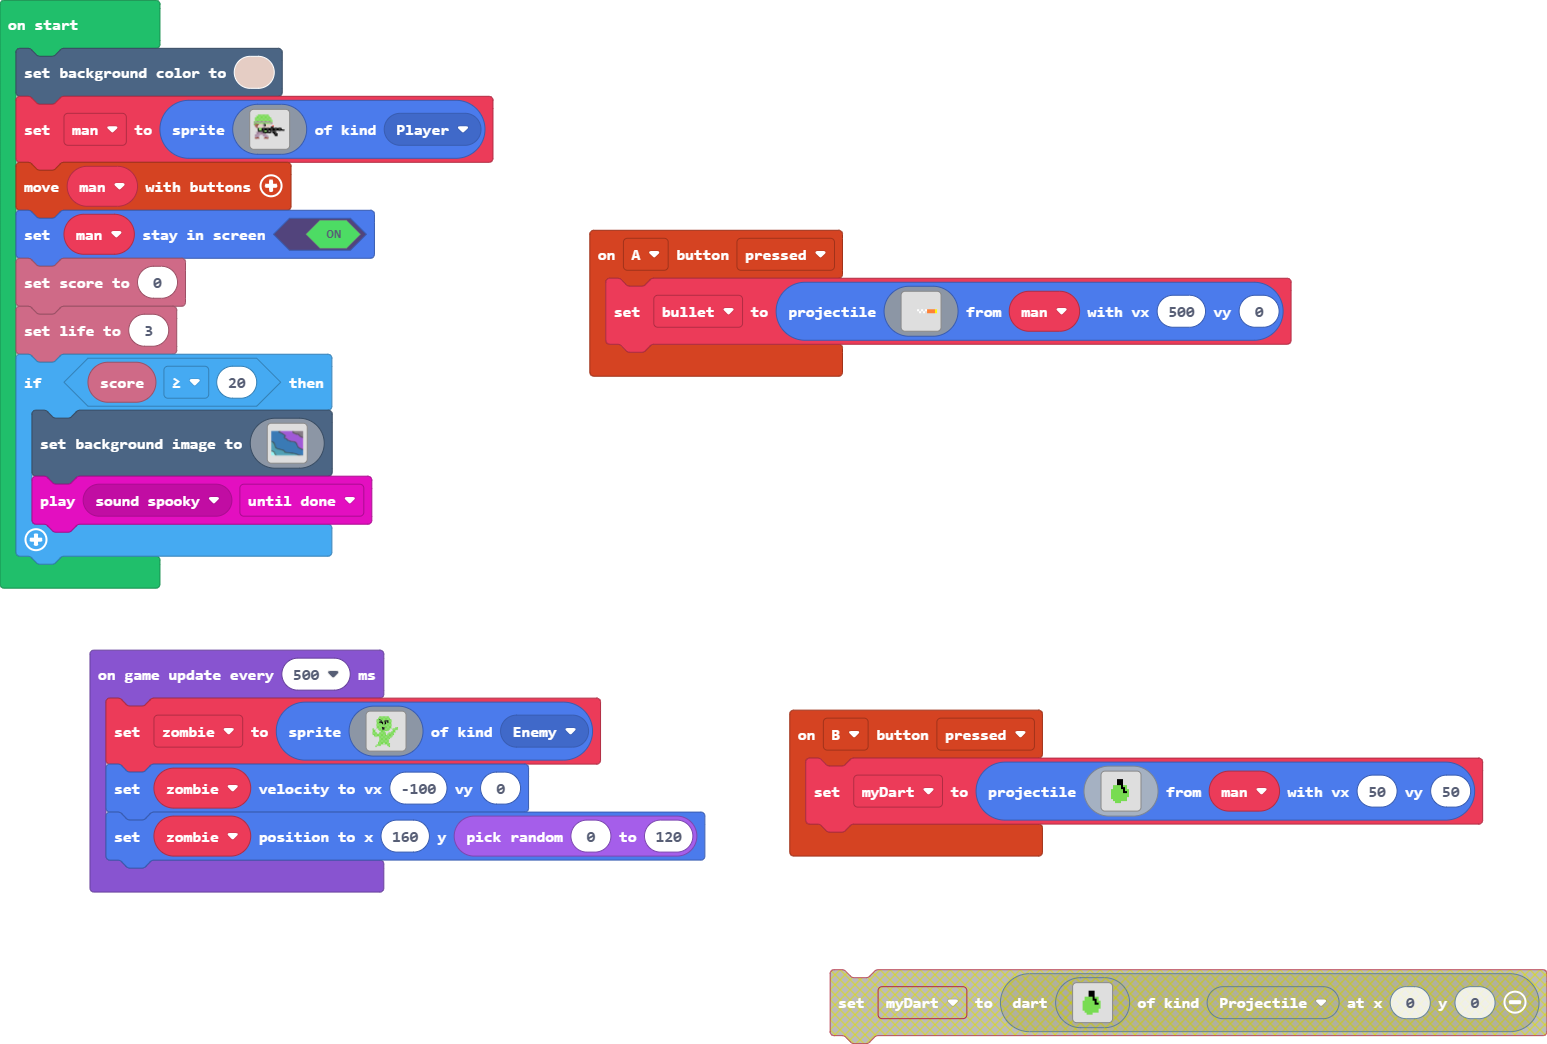 on start
set background color to
set man to sprite of kind Player
move man with buttons
set man stay in screen ON
set score to 0
set life to 3
if score ≥ 20 then
set background image to
play sound spooky until done
on A button pressed
set bullet to projectile from man with vx 500 vy 0
on game update every 500 ms
set zombie to sprite of kind Enemy
set zombie velocity to vx -100 vy 0
set zombie position to x 160 y pick random 0 to 120
on B button pressed
set myDart to projectile from man with vx 50 vy 50
set myDart to dart of kind Projectile at x 0 y 0